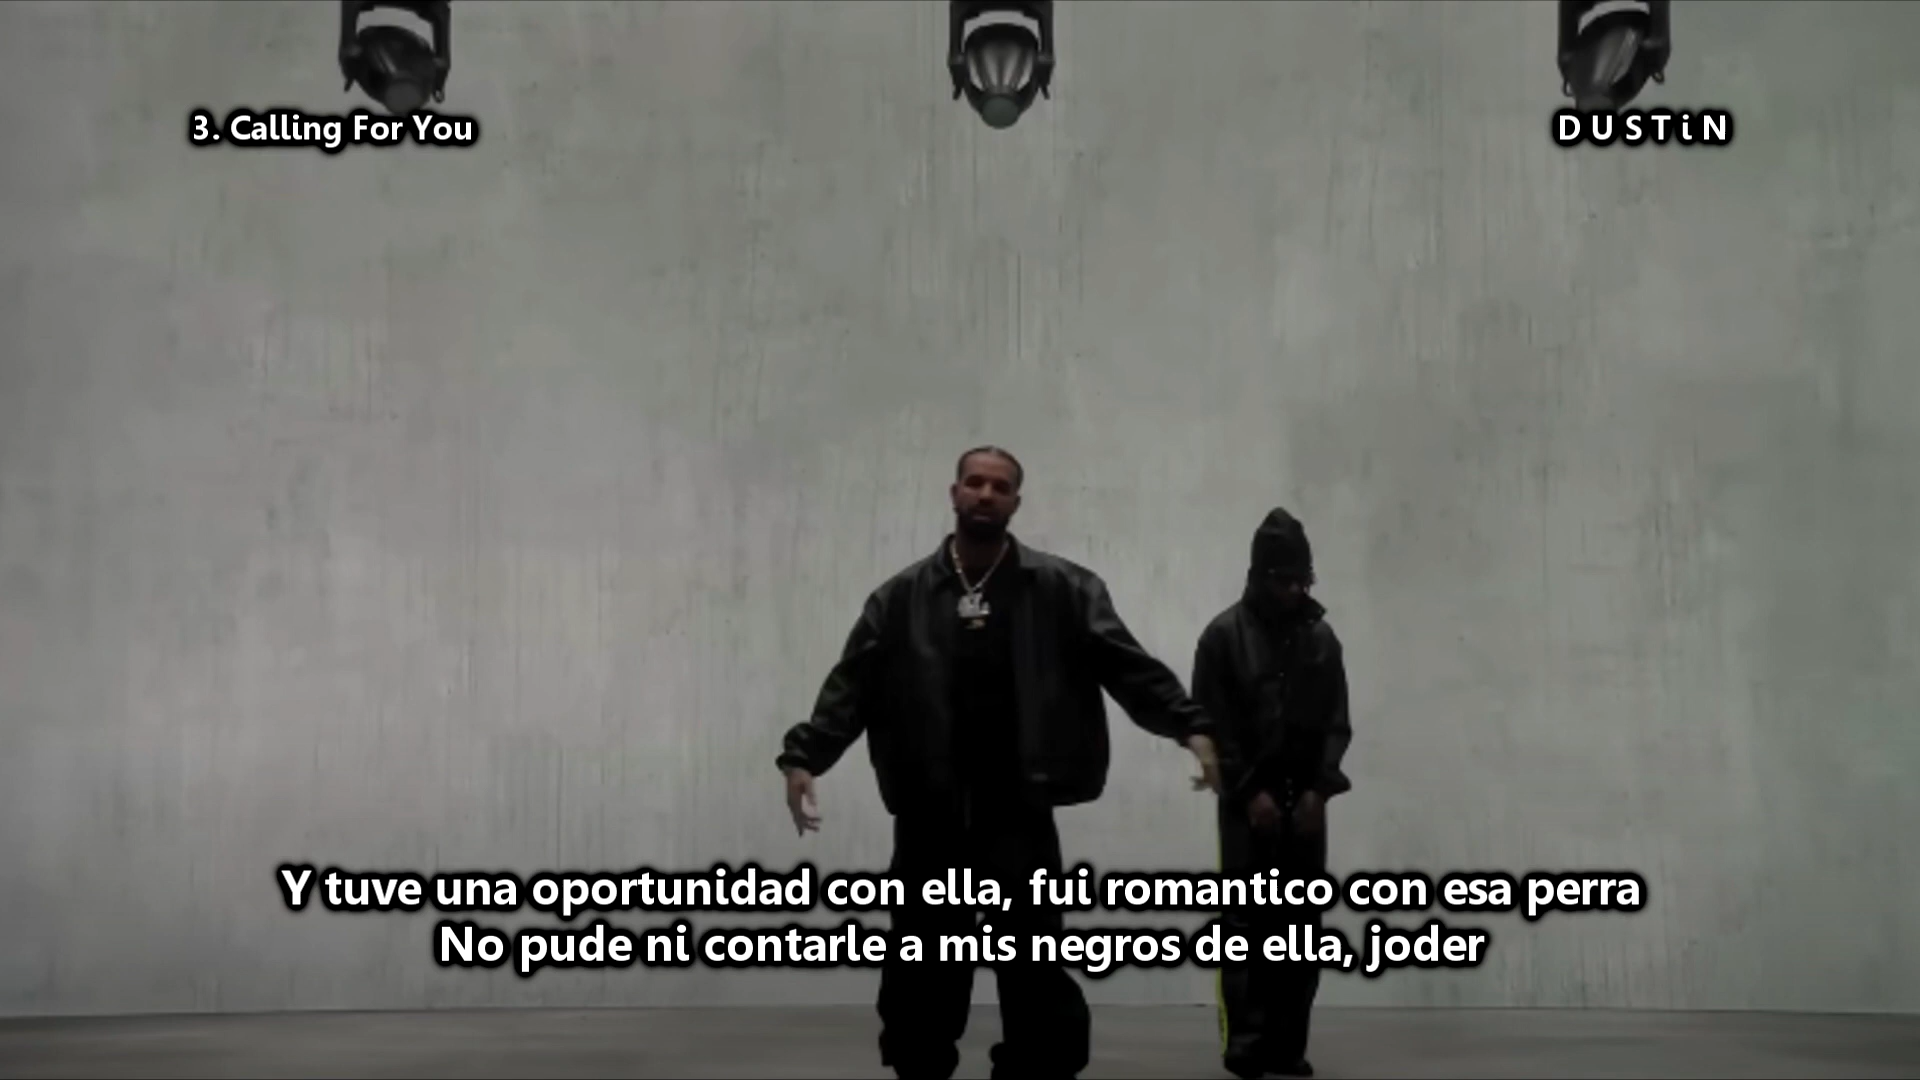 3. Calling For You
D U S T i N
Y tuve una oportunidad con ella, fui romantico con esa perra
No pude ni contarle a mis negros de ella, joder